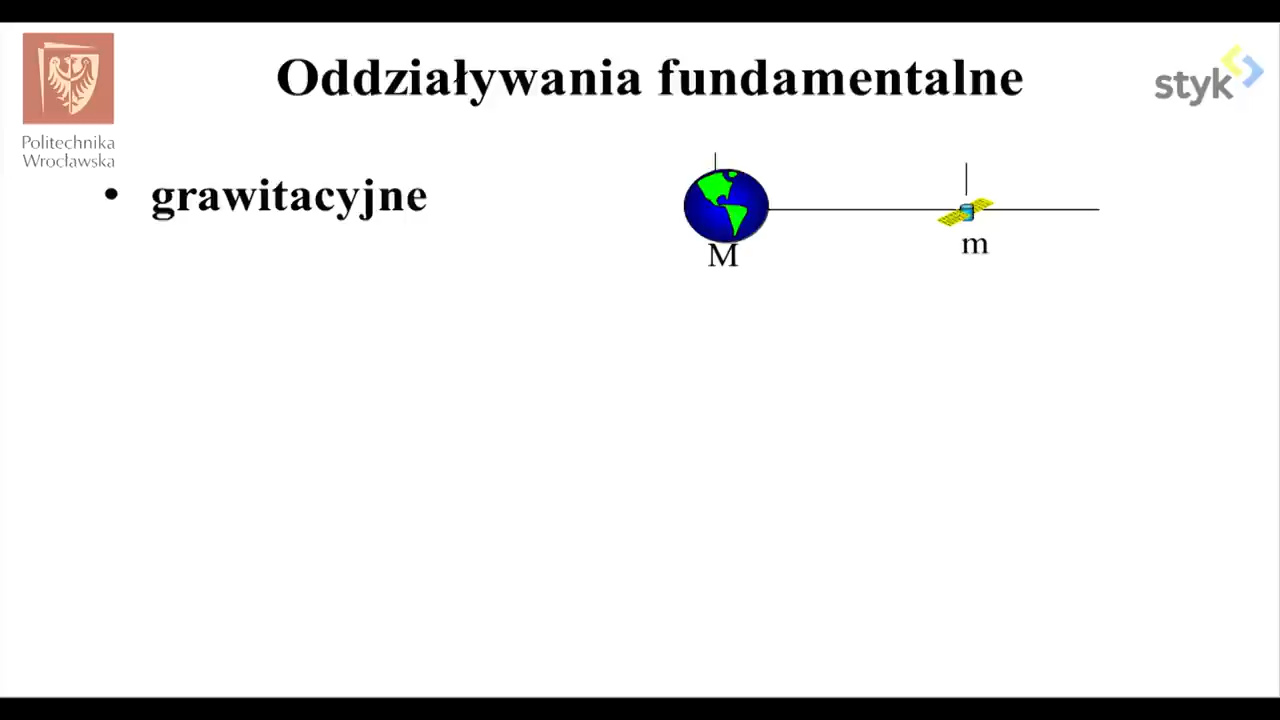 Oddziaływania fundamentalne
styk
Politechnika
Wrocławska
• grawitacyjne
M
m